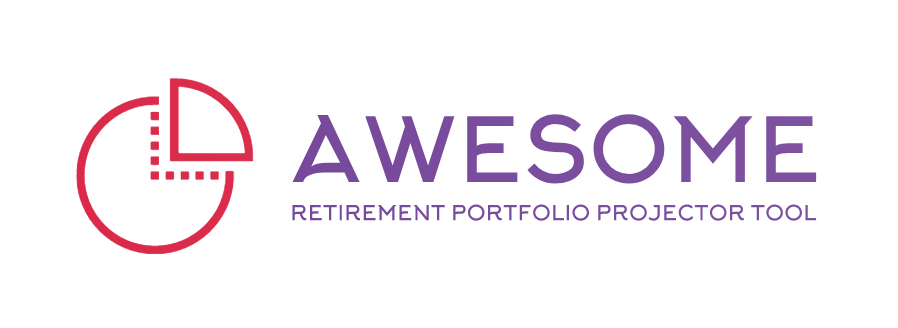 AWESOME
RETIREMENT PORTFOLIO PROJECTOR TOOL